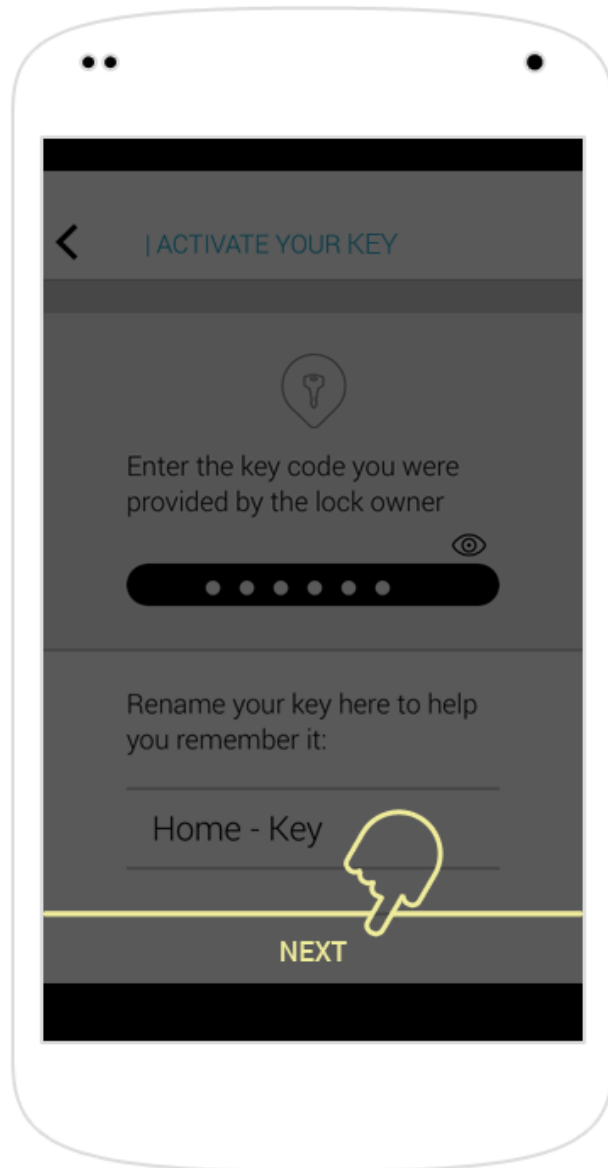 | ACTIVATE YOUR KEY
Enter the key code you were
provided by the lock owner
Rename your key here to help
you remember it:
Home - Key
NEXT